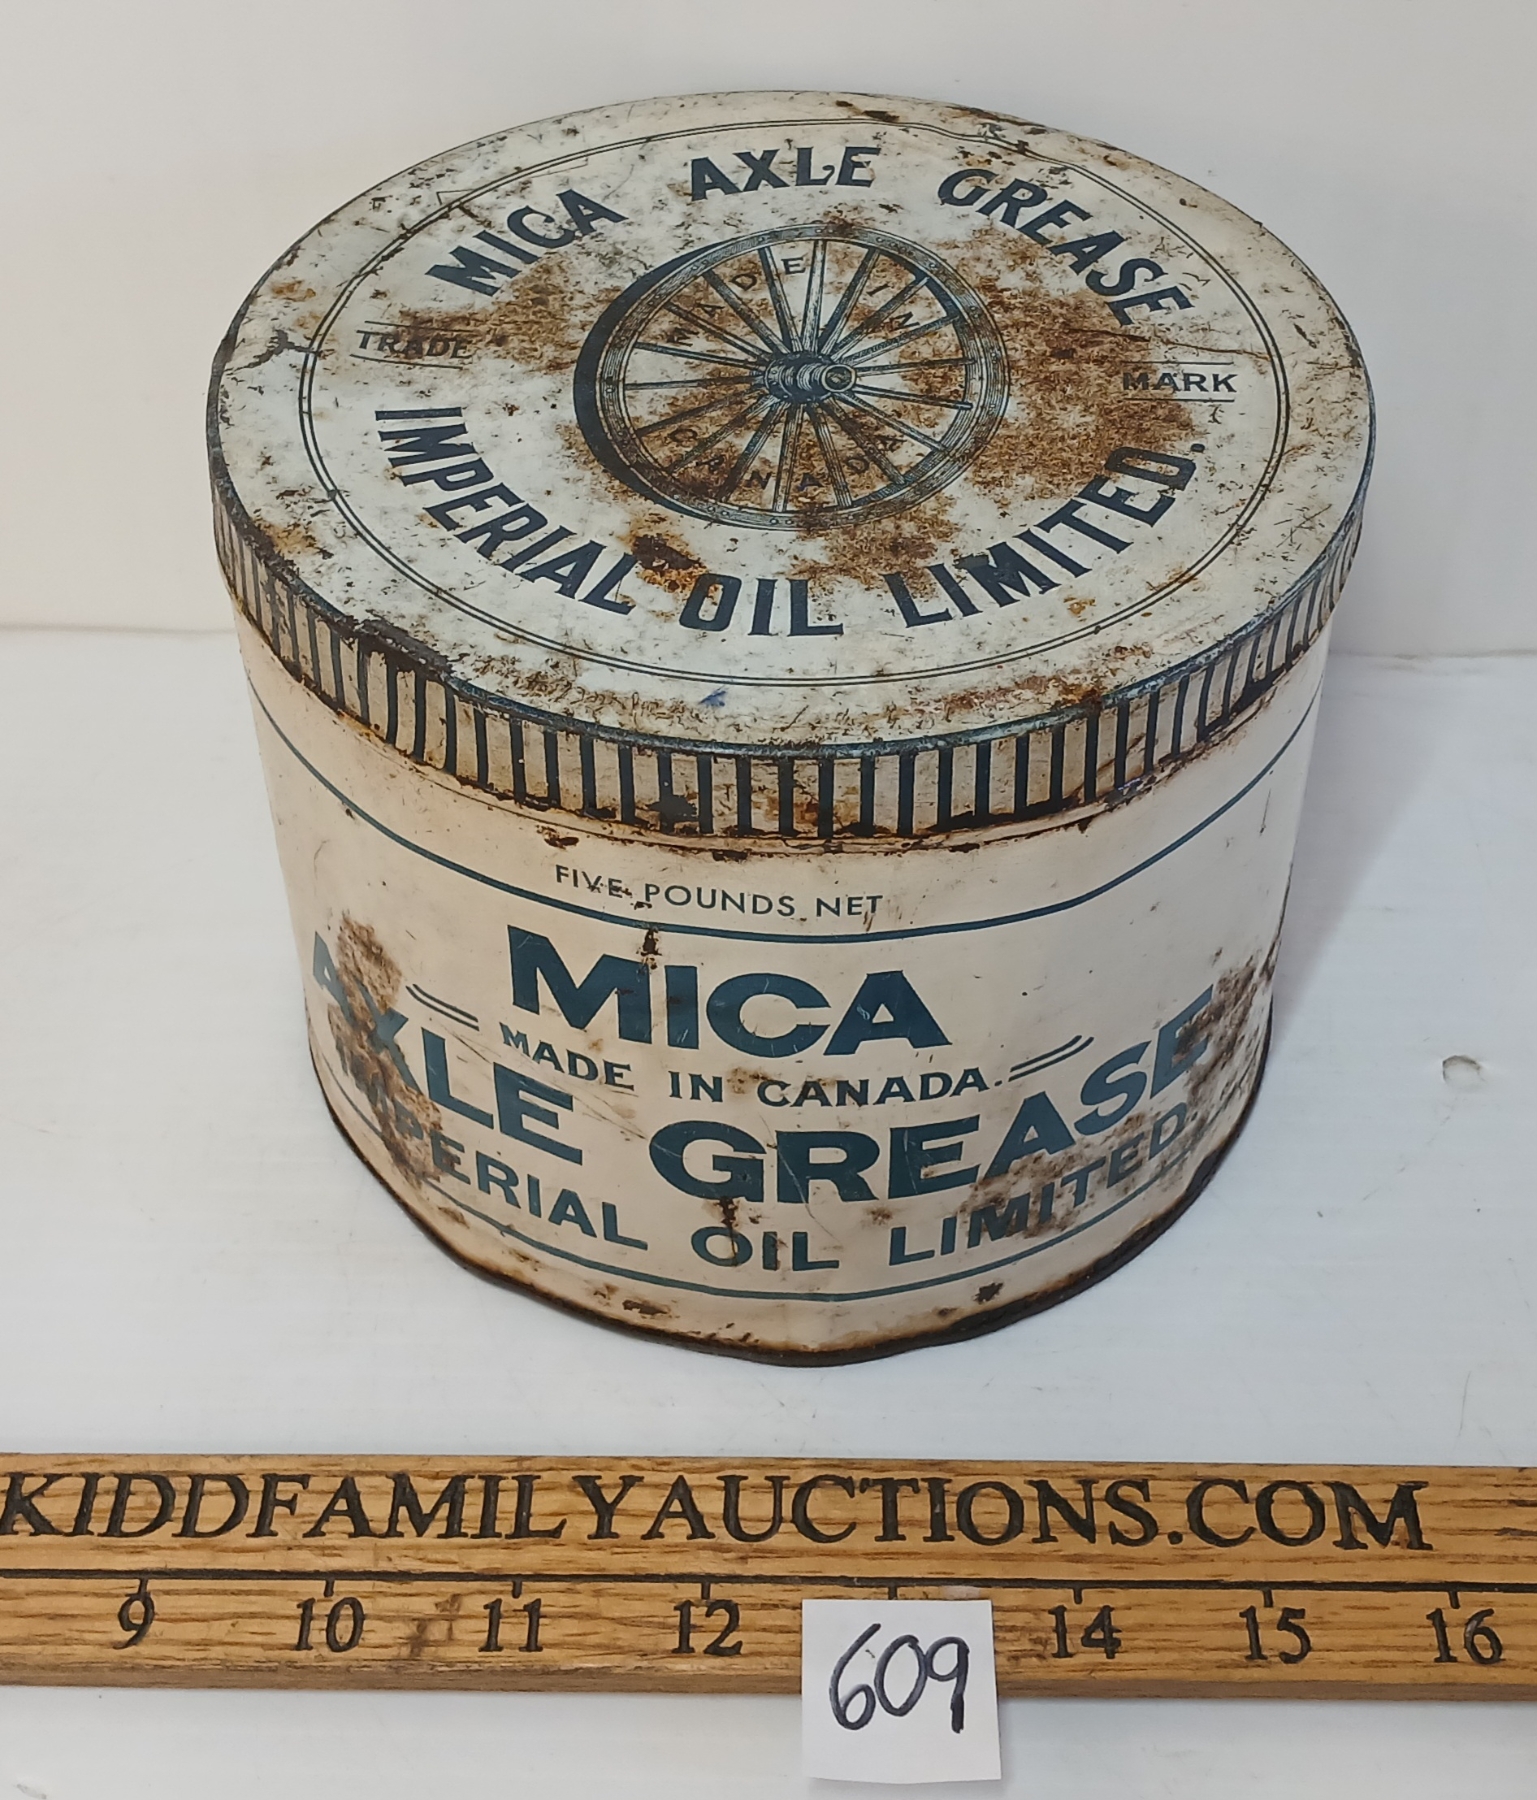 MICA AXLE GREASE
MADE IN
TRADE MARK
CANADA
IMPERIAL OIL LIMITED.
FIVE POUNDS NET
MICA
MADE IN CANADA.
AXLE GREASE
IMPERIAL OIL LIMITED
KIDDFAMILYAUCTIONS.COM
9 10 11 12 14 15 16
609